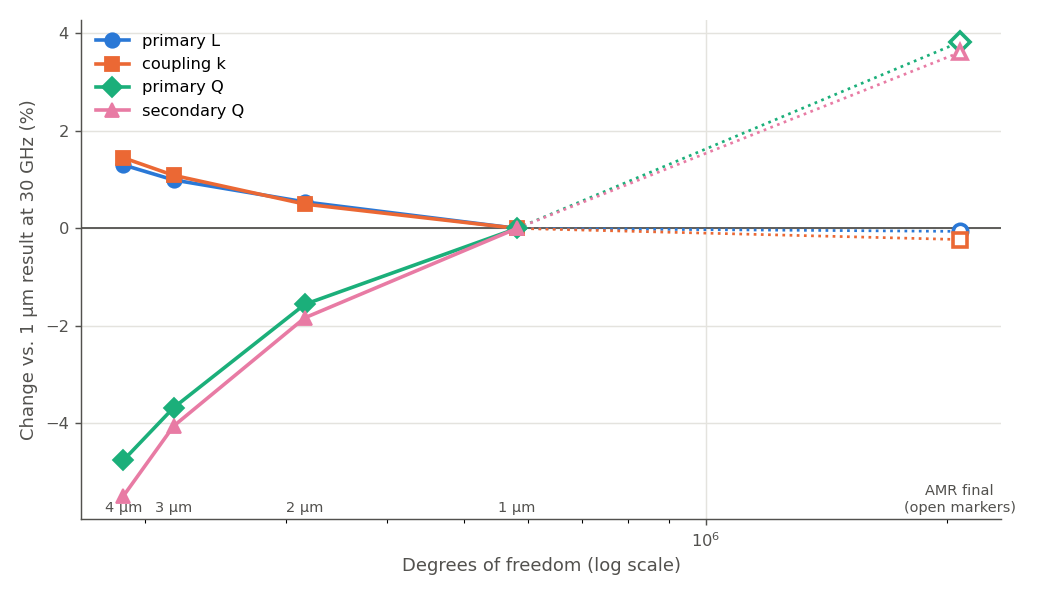 primary L
coupling k
primary Q
secondary Q
Change vs. 1 µm result at 30 GHz (%)
4
2
0
−2
−4
4 µm
3 µm
2 µm
1 µm
AMR final
(open markers)
10⁶
Degrees of freedom (log scale)